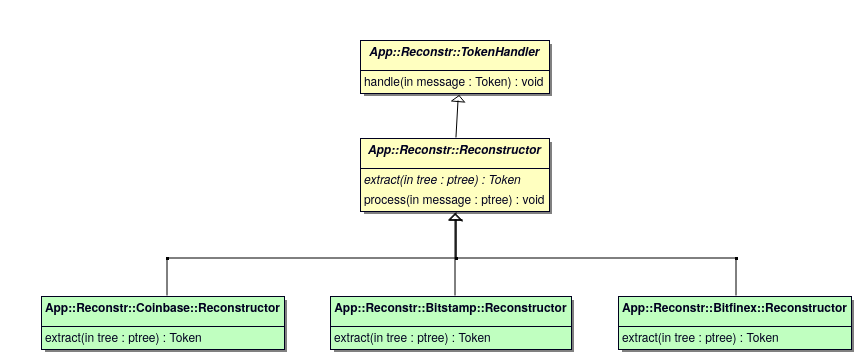 App::Reconstr::TokenHandler
handle(in message : Token) : void
App::Reconstr::Reconstructor
extract(in tree : ptree) : Token
process(in message : ptree) : void
App::Reconstr::Coinbase::Reconstructor
extract(in tree : ptree) : Token
App::Reconstr::Bitstamp::Reconstructor
extract(in tree : ptree) : Token
App::Reconstr::Bitfinex::Reconstructor
extract(in tree : ptree) : Token